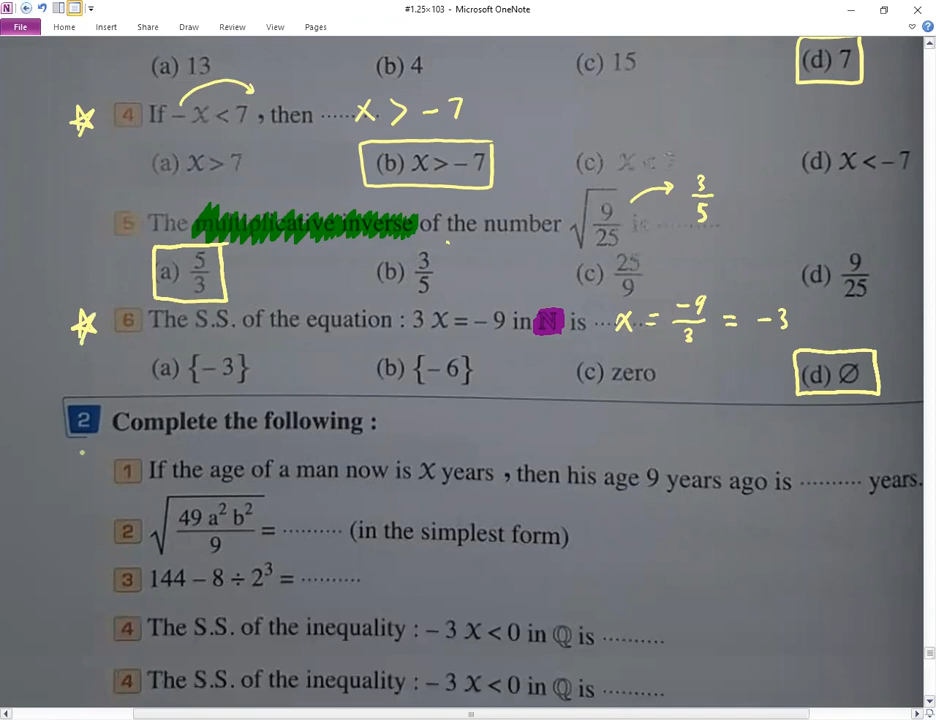 #1.25×103 - Microsoft OneNote
File Home Insert Share Draw Review View Pages
(a) 13 (b) 4 (c) 15 (d) 7
4 If – X < 7 , then ········ x > -7
(a) X > 7 (b) X > – 7 (c) X < 7 (d) X < – 7
5 The multiplicative inverse of the number √(9/25) is ········ 3/5
(a) 5/3 (b) 3/5 (c) 25/9 (d) 9/25
6 The S.S. of the equation : 3 X = – 9 in ℕ is ········ x = -9/3 = -3
(a) {– 3} (b) {– 6} (c) zero (d) ∅
2 Complete the following :
1 If the age of a man now is X years , then his age 9 years ago is ·········· years.
2 √(49 a² b²/9) = ·········· (in the simplest form)
3 144 – 8 ÷ 2³ = ··········
4 The S.S. of the inequality : – 3 X < 0 in ℚ is ··········
4 The S.S. of the inequality : – 3 X < 0 in ℚ is ··········